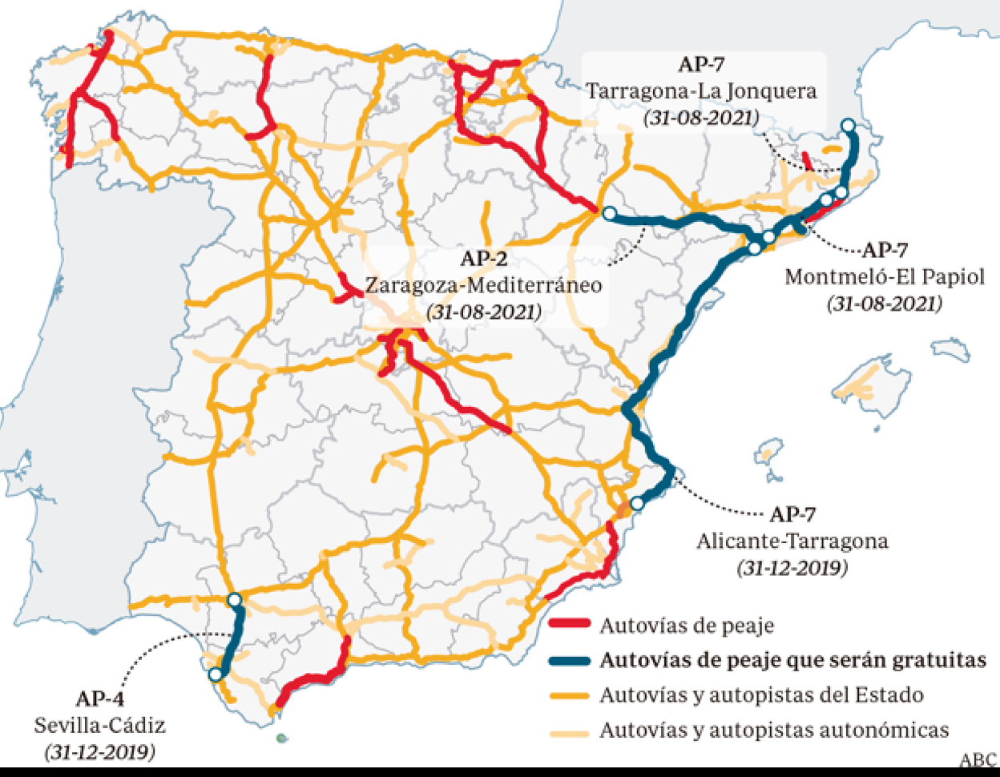 AP-7
Tarragona-La Jonquera
(31-08-2021)
AP-2
Zaragoza-Mediterráneo
(31-08-2021)
AP-7
Montmeló-El Papiol
(31-08-2021)
AP-7
Alicante-Tarragona
(31-12-2019)
AP-4
Sevilla-Cádiz
(31-12-2019)
Autovías de peaje
Autovías de peaje que serán gratuitas
Autovías y autopistas del Estado
Autovías y autopistas autonómicas
ABC